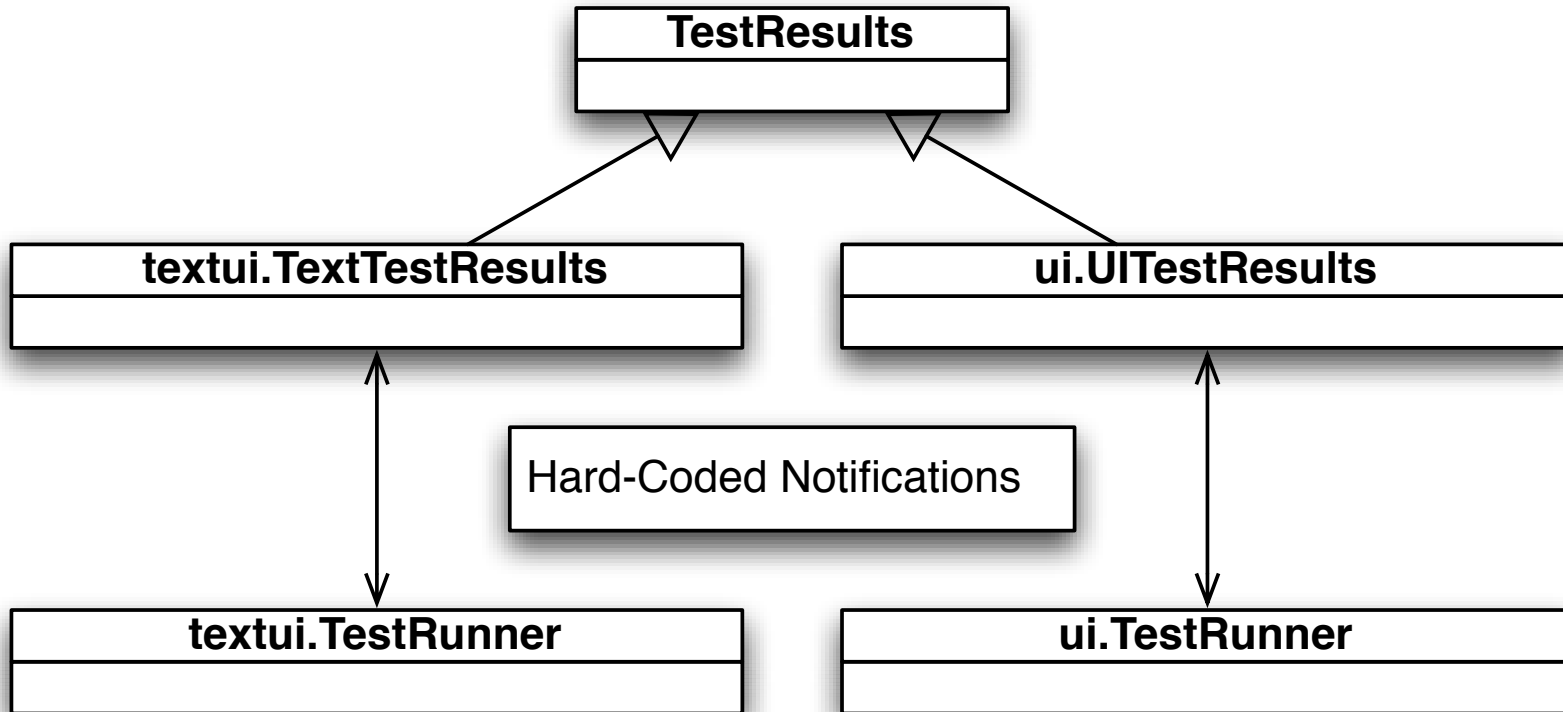 TestResults
textui.TextTestResults
ui.UITestResults
Hard-Coded Notifications
textui.TestRunner
ui.TestRunner